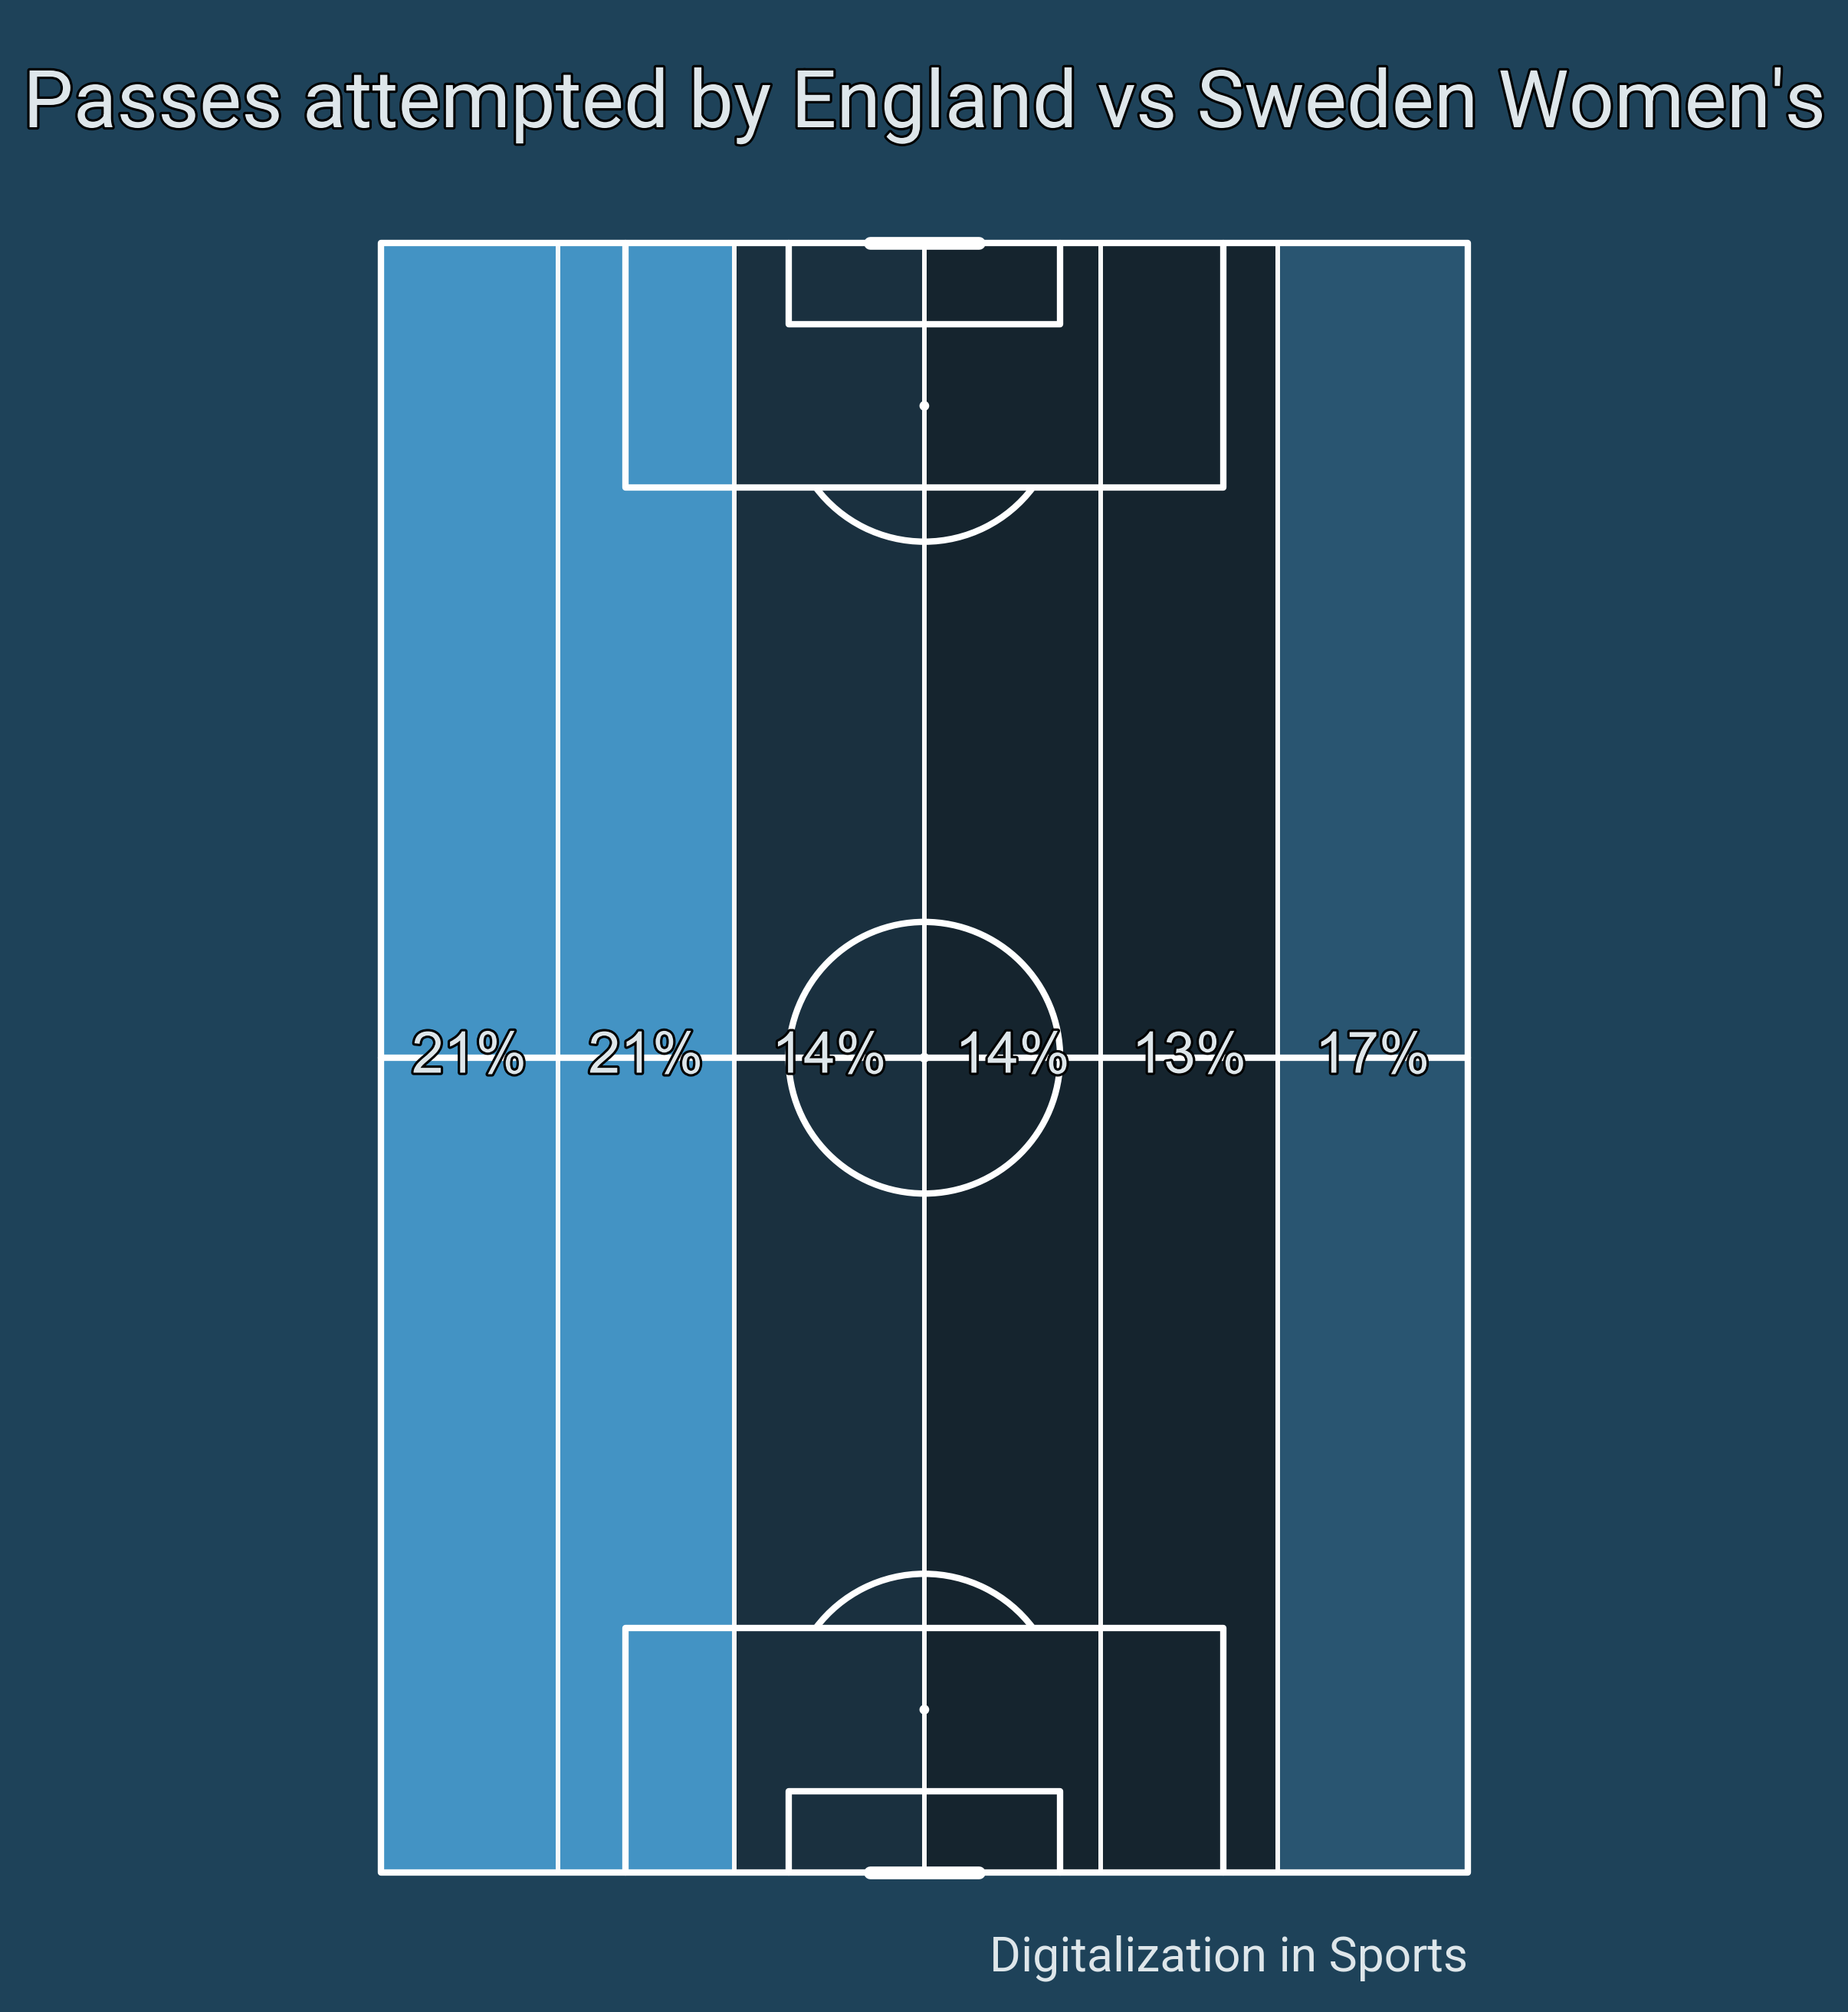 Passes attempted by England vs Sweden Women's
21% 21% 14% 14% 13% 17%
Digitalization in Sports